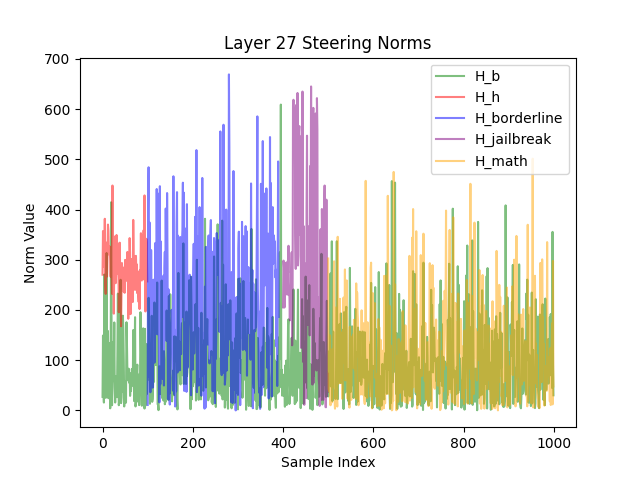 Layer 27 Steering Norms
700
600
500
400
300
200
100
0
Norm Value
0
200
400
600
800
1000
Sample Index
H_b
H_h
H_borderline
H_jailbreak
H_math